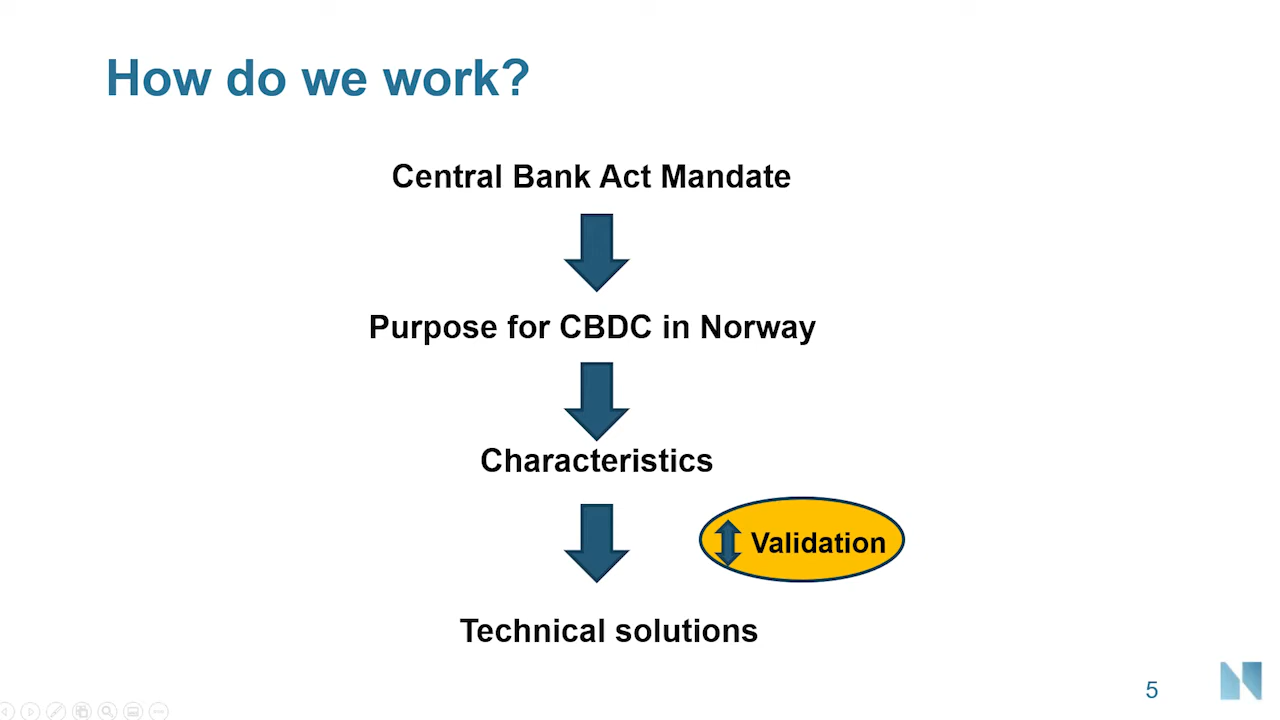 How do we work?
Central Bank Act Mandate
Purpose for CBDC in Norway
Characteristics
Validation
Technical solutions
5